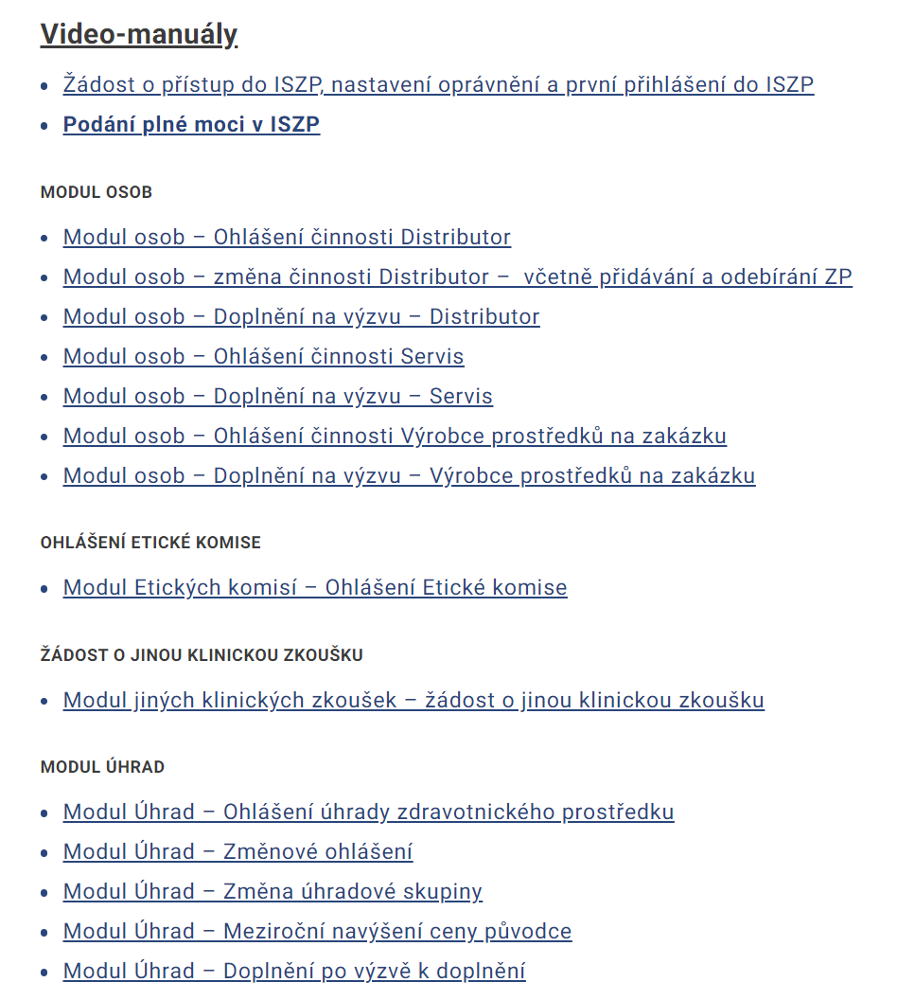 Video-manuály
Žádost o přístup do ISZP, nastavení oprávnění a první přihlášení do ISZP
Podání plné moci v ISZP
MODUL OSOB
Modul osob – Ohlášení činnosti Distributor
Modul osob – změna činnosti Distributor –  včetně přidávání a odebírání ZP
Modul osob – Doplnění na výzvu – Distributor
Modul osob – Ohlášení činnosti Servis
Modul osob – Doplnění na výzvu – Servis
Modul osob – Ohlášení činnosti Výrobce prostředků na zakázku
Modul osob – Doplnění na výzvu – Výrobce prostředků na zakázku
OHLÁŠENÍ ETICKÉ KOMISE
Modul Etických komisí – Ohlášení Etické komise
ŽÁDOST O JINOU KLINICKOU ZKOUŠKU
Modul jiných klinických zkoušek – žádost o jinou klinickou zkoušku
MODUL ÚHRAD
Modul Úhrad – Ohlášení úhrady zdravotnického prostředku
Modul Úhrad – Změnové ohlášení
Modul Úhrad – Změna úhradové skupiny
Modul Úhrad – Meziroční navýšení ceny původce
Modul Úhrad – Doplnění po výzvě k doplnění